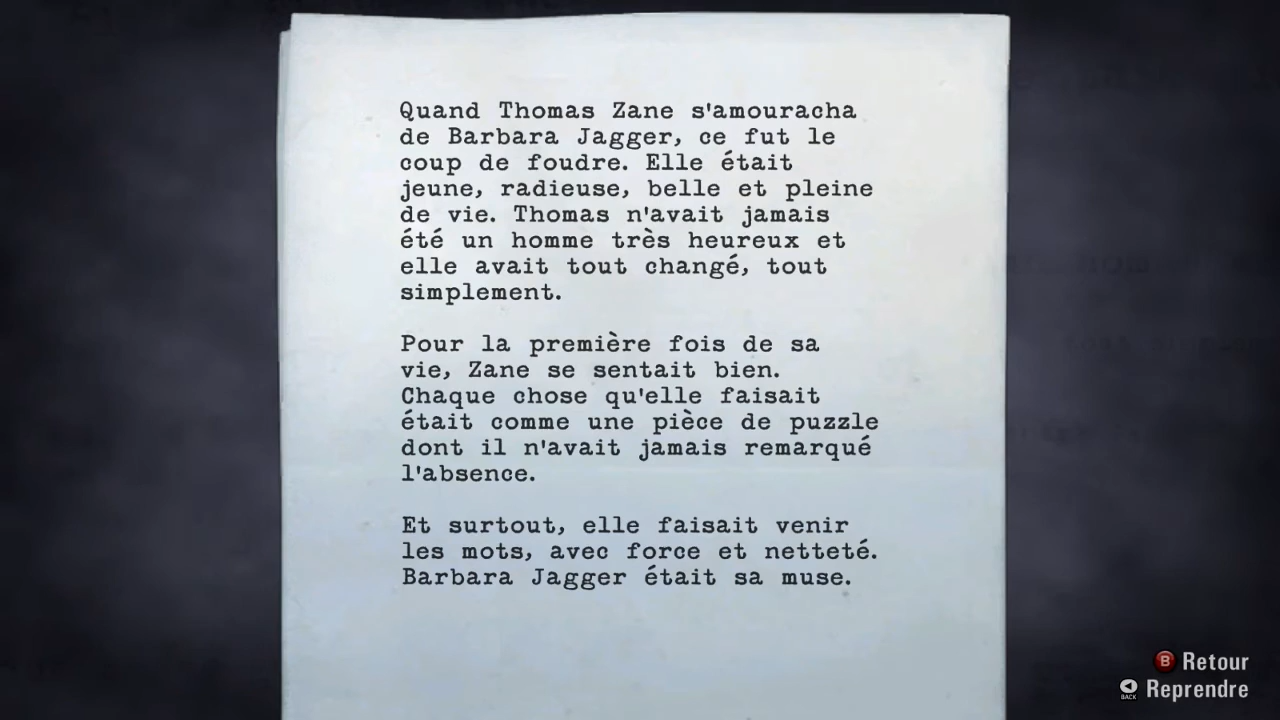 Quand Thomas Zane s'amouracha
de Barbara Jagger, ce fut le
coup de foudre. Elle était
jeune, radieuse, belle et pleine
de vie. Thomas n'avait jamais
été un homme très heureux et
elle avait tout changé, tout
simplement.
Pour la première fois de sa
vie, Zane se sentait bien.
Chaque chose qu'elle faisait
était comme une pièce de puzzle
dont il n'avait jamais remarqué
l'absence.
Et surtout, elle faisait venir
les mots, avec force et netteté.
Barbara Jagger était sa muse.
B Retour
BACK Reprendre